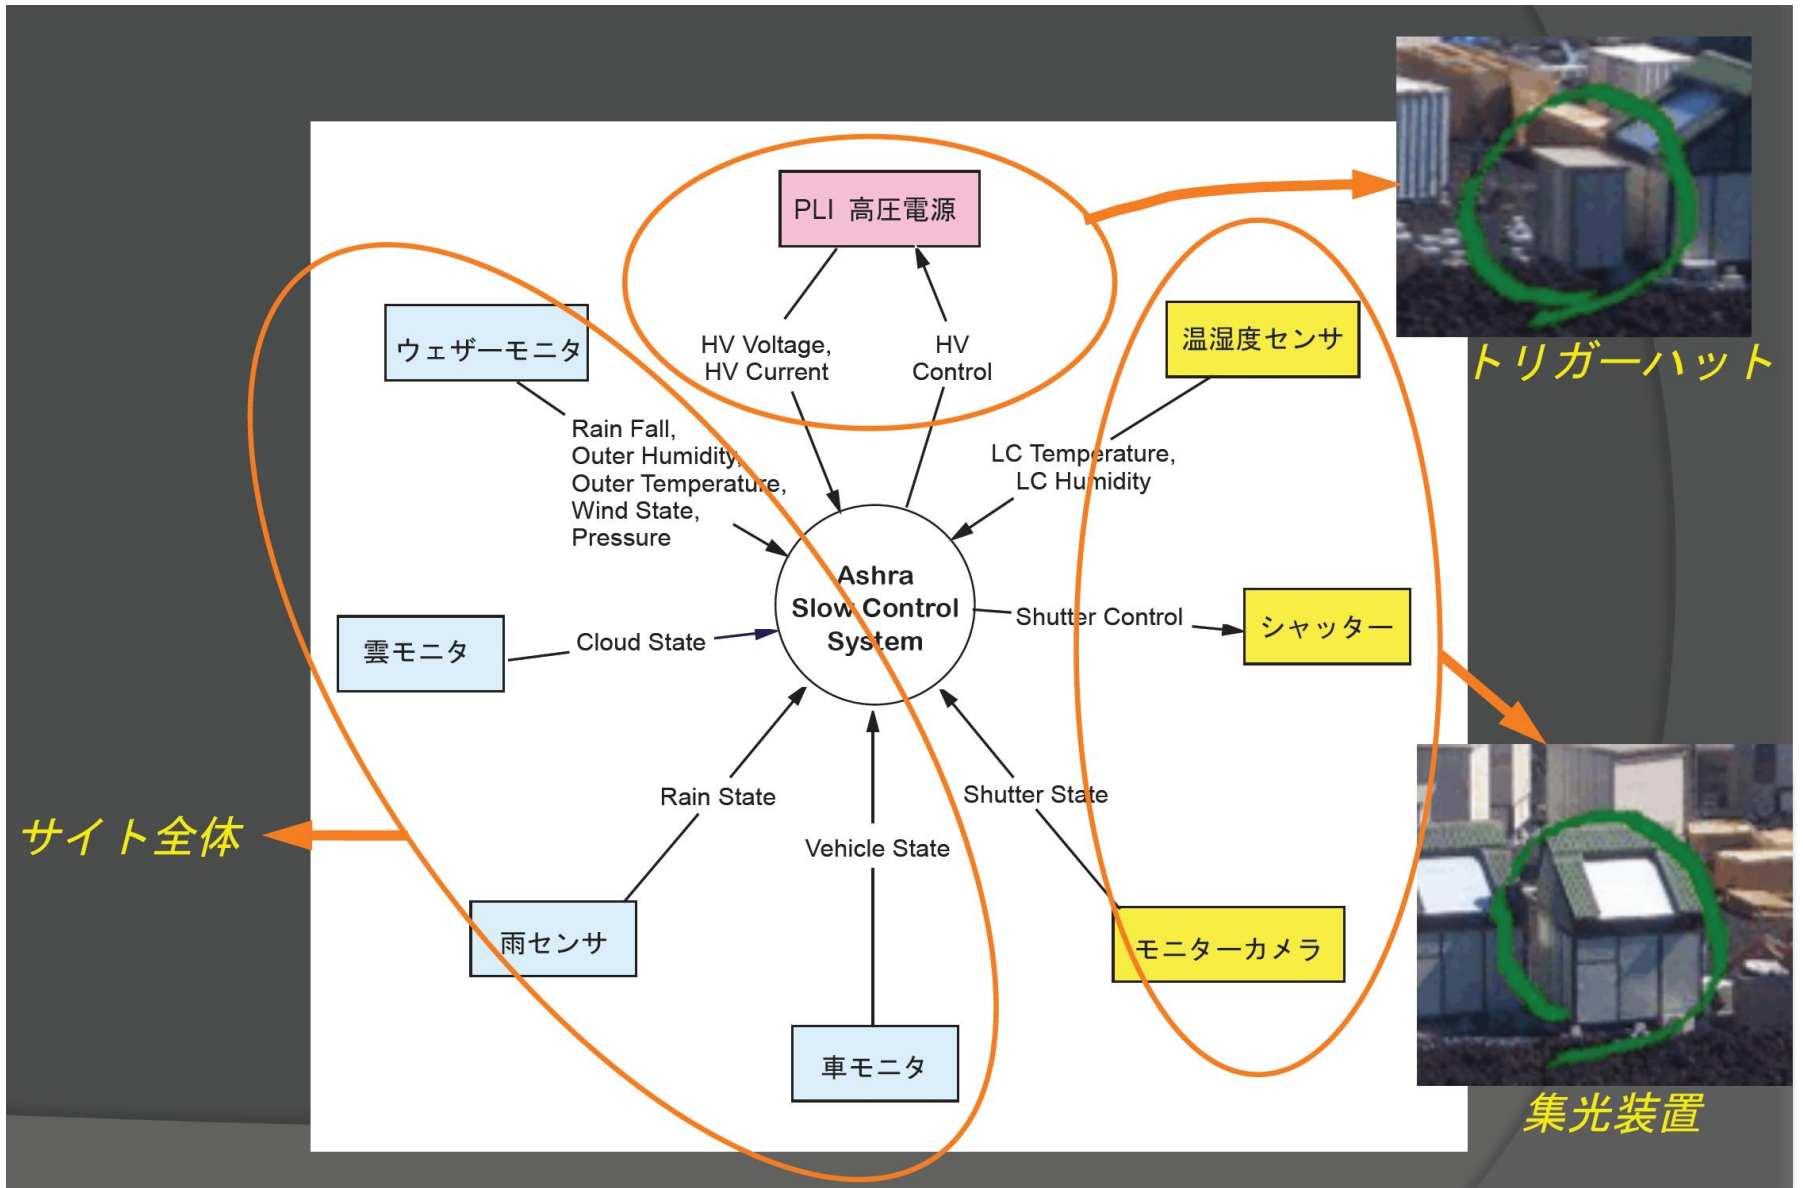 PLI 高圧電源
HV Voltage,
HV Current
HV
Control
ウェザーモニタ
Rain Fall,
Outer Humidity,
Outer Temperature,
Wind State,
Pressure
温湿度センサ
LC Temperature,
LC Humidity
トリガーハット
Ashra
Slow Control
System
雲モニタ
Cloud State
Shutter Control
シャッター
Rain State
Shutter State
Vehicle State
サイト全体
雨センサ
モニターカメラ
車モニタ
集光装置